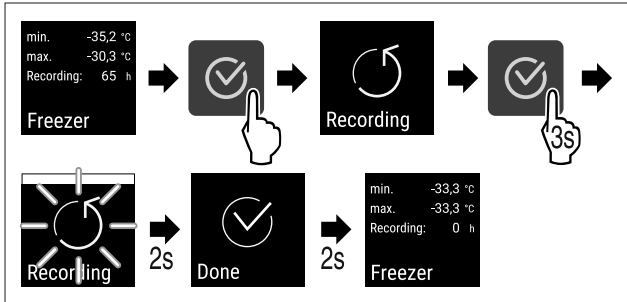 min. -35,2 °C
max. -30,3 °C
Recording: 65 h
Freezer
Recording
3s
Recording
2s
Done
2s
min. -33,3 °C
max. -33,3 °C
Recording: 0 h
Freezer